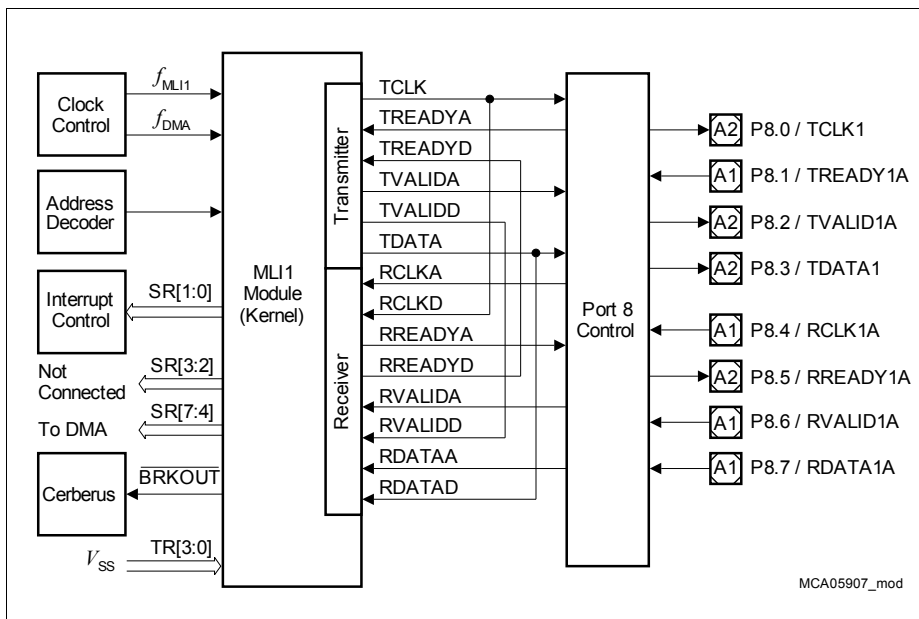 Clock
Control
fMLI1
fDMA
Address
Decoder
Interrupt
Control
SR[1:0]
Not
Connected
SR[3:2]
To DMA
SR[7:4]
Cerberus
BRKOUT
VSS
TR[3:0]
MLI1
Module
(Kernel)
Transmitter
Receiver
TCLK
TREADYA
TREADYD
TVALIDA
TVALIDD
TDATA
RCLKA
RCLKD
RREADYA
RREADYD
RVALIDA
RVALIDD
RDATAA
RDATAD
Port 8
Control
A2 P8.0 / TCLK1
A1 P8.1 / TREADY1A
A2 P8.2 / TVALID1A
A2 P8.3 / TDATA1
A1 P8.4 / RCLK1A
A2 P8.5 / RREADY1A
A1 P8.6 / RVALID1A
A1 P8.7 / RDATA1A
MCA05907_mod